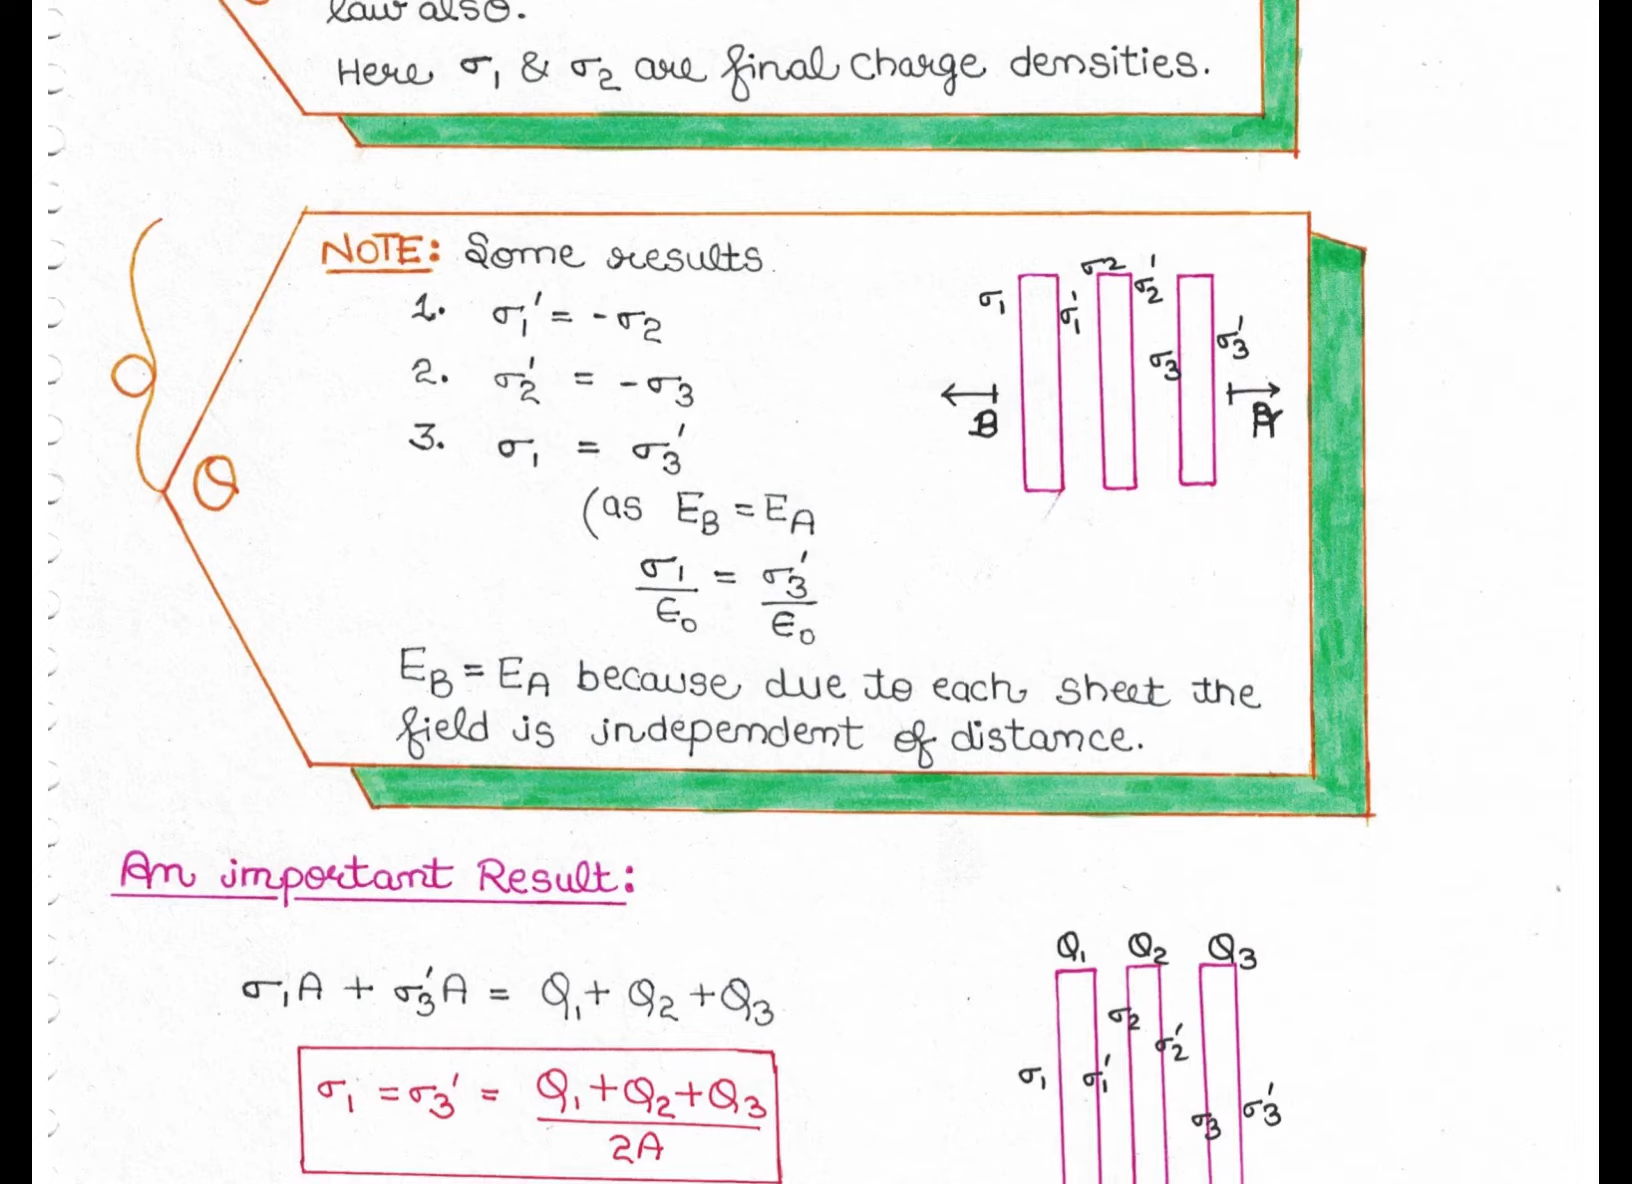 law also.
Here σ₁ & σ₂ are final charge densities.
NOTE: Some results.
1. σ₁' = -σ₂
2. σ₂' = -σ₃
3. σ₁ = σ₃'
(as E_B = E_A
σ₁/ϵ₀ = σ₃'/ϵ₀
E_B = E_A because due to each sheet the
field is independent of distance.
σ₁ σ₁' σ₂ σ₂' σ₃ σ₃'
B A
Q
An important Result:
σ₁A + σ₃'A = Q₁ + Q₂ + Q₃
σ₁ = σ₃' = (Q₁ + Q₂ + Q₃)/2A
Q₁ Q₂ Q₃
σ₁ σ₁' σ₂ σ₂' σ₃ σ₃'